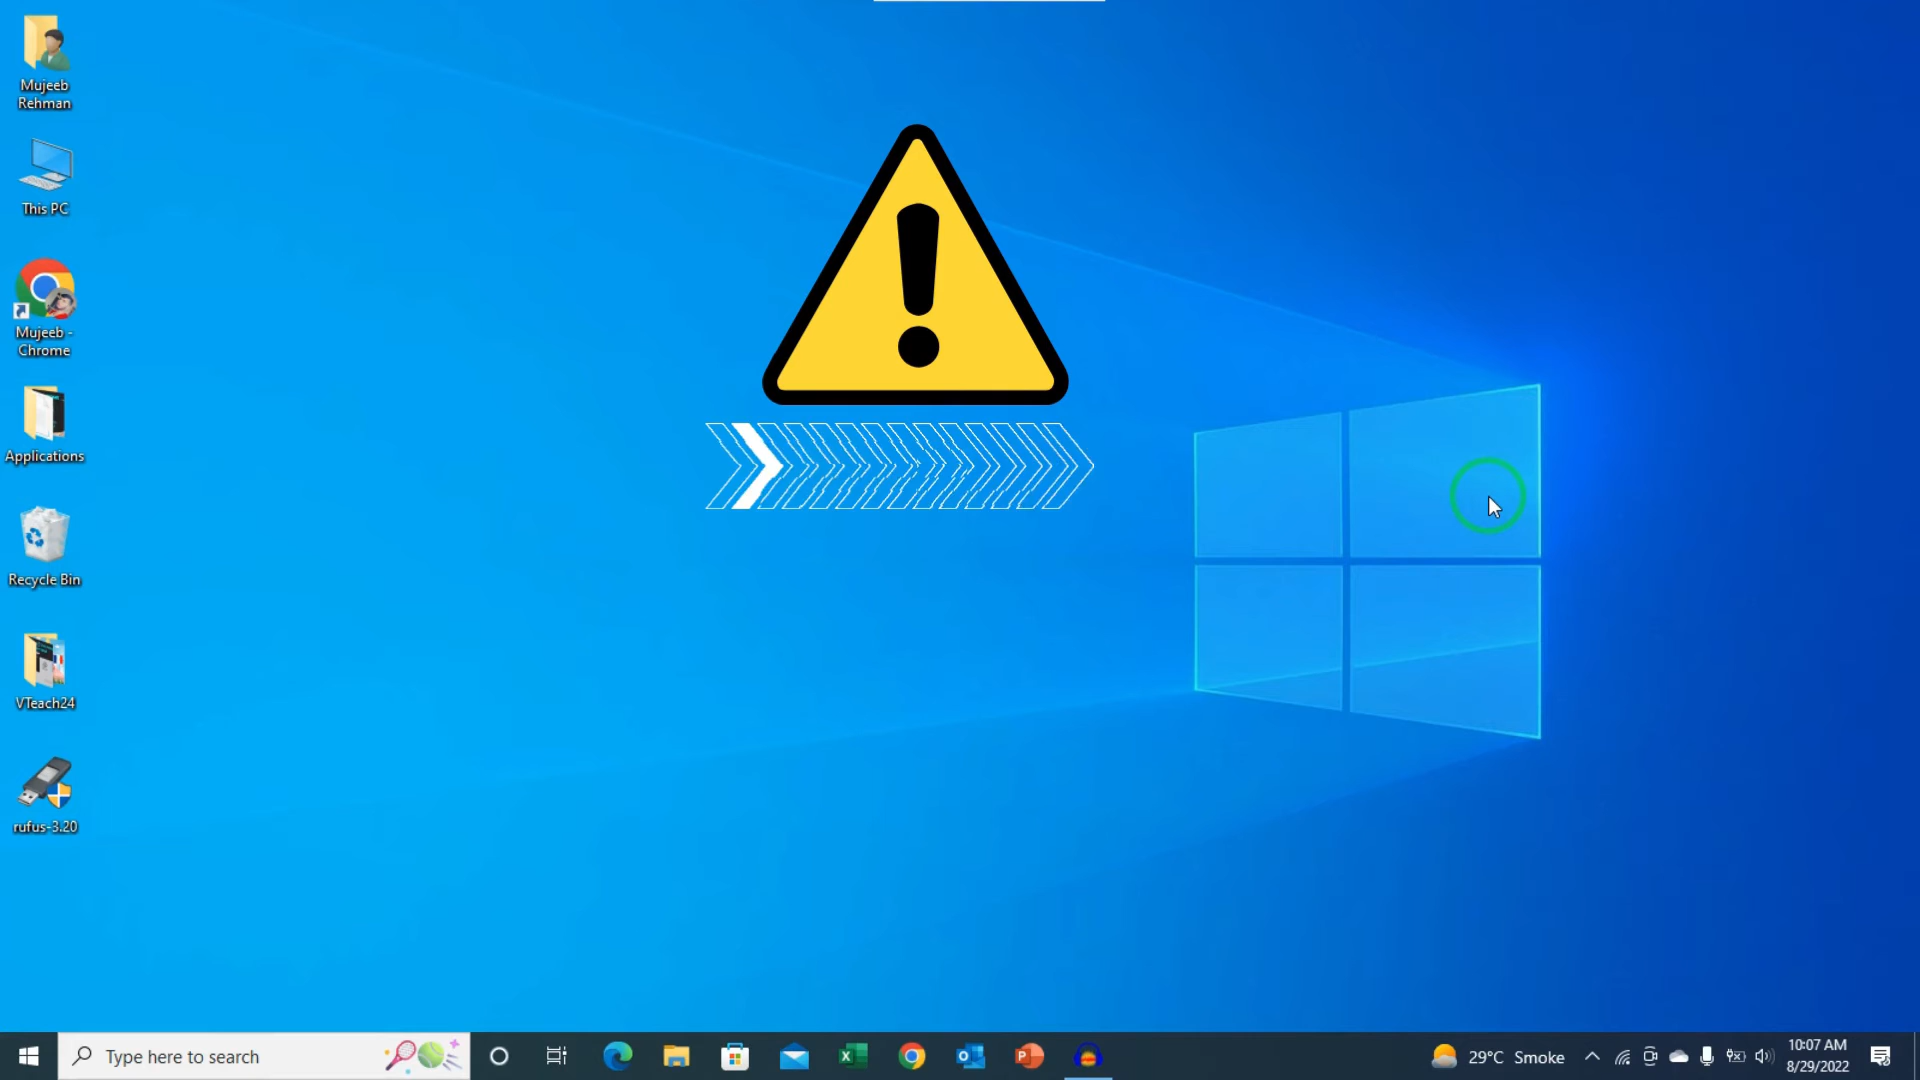 Mujeeb
Rehman
This PC
Mujeeb -
Chrome
Applications
Recycle Bin
VTeach24
rufus-3.20
Type here to search
29°C Smoke
10:07 AM
8/29/2022